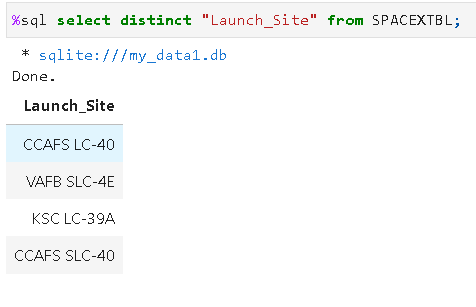 %sql select distinct "Launch_Site" from SPACEXTBL;
* sqlite:///my_data1.db
Done.
Launch_Site
CCAFS LC-40
VAFB SLC-4E
KSC LC-39A
CCAFS SLC-40